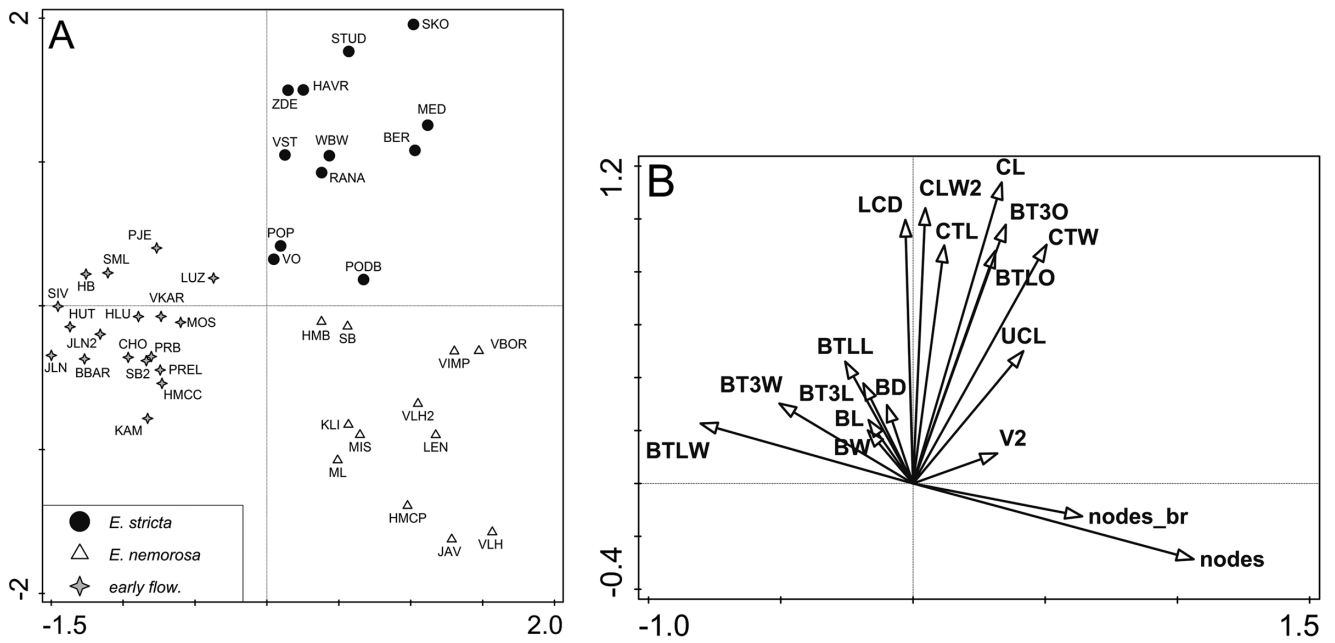 A
2
SKO
STUD
HAVR
ZDE
MED
BER
VST
WBW
RANA
POP
VO
PODB
PJE
SML
HB
LUZ
SIV
VKAR
HUT
HLU
MOS
JLN2
CHO
PRB
JLN
BBAR
SB2
PREL
HMCC
KAM
HMB
SB
VBOR
VIMP
VLH2
KLI
MIS
LEN
ML
HMCP
JAV
VLH
E. stricta
E. nemorosa
early flow.
-2
-1.5
2.0
B
1.2
CL
CLW2
LCD
BT3O
CTL
CTW
BTLO
UCL
BTLL
BT3W
BT3L
BD
BL
BW
V2
BTLW
nodes_br
nodes
-0.4
-1.0
1.5